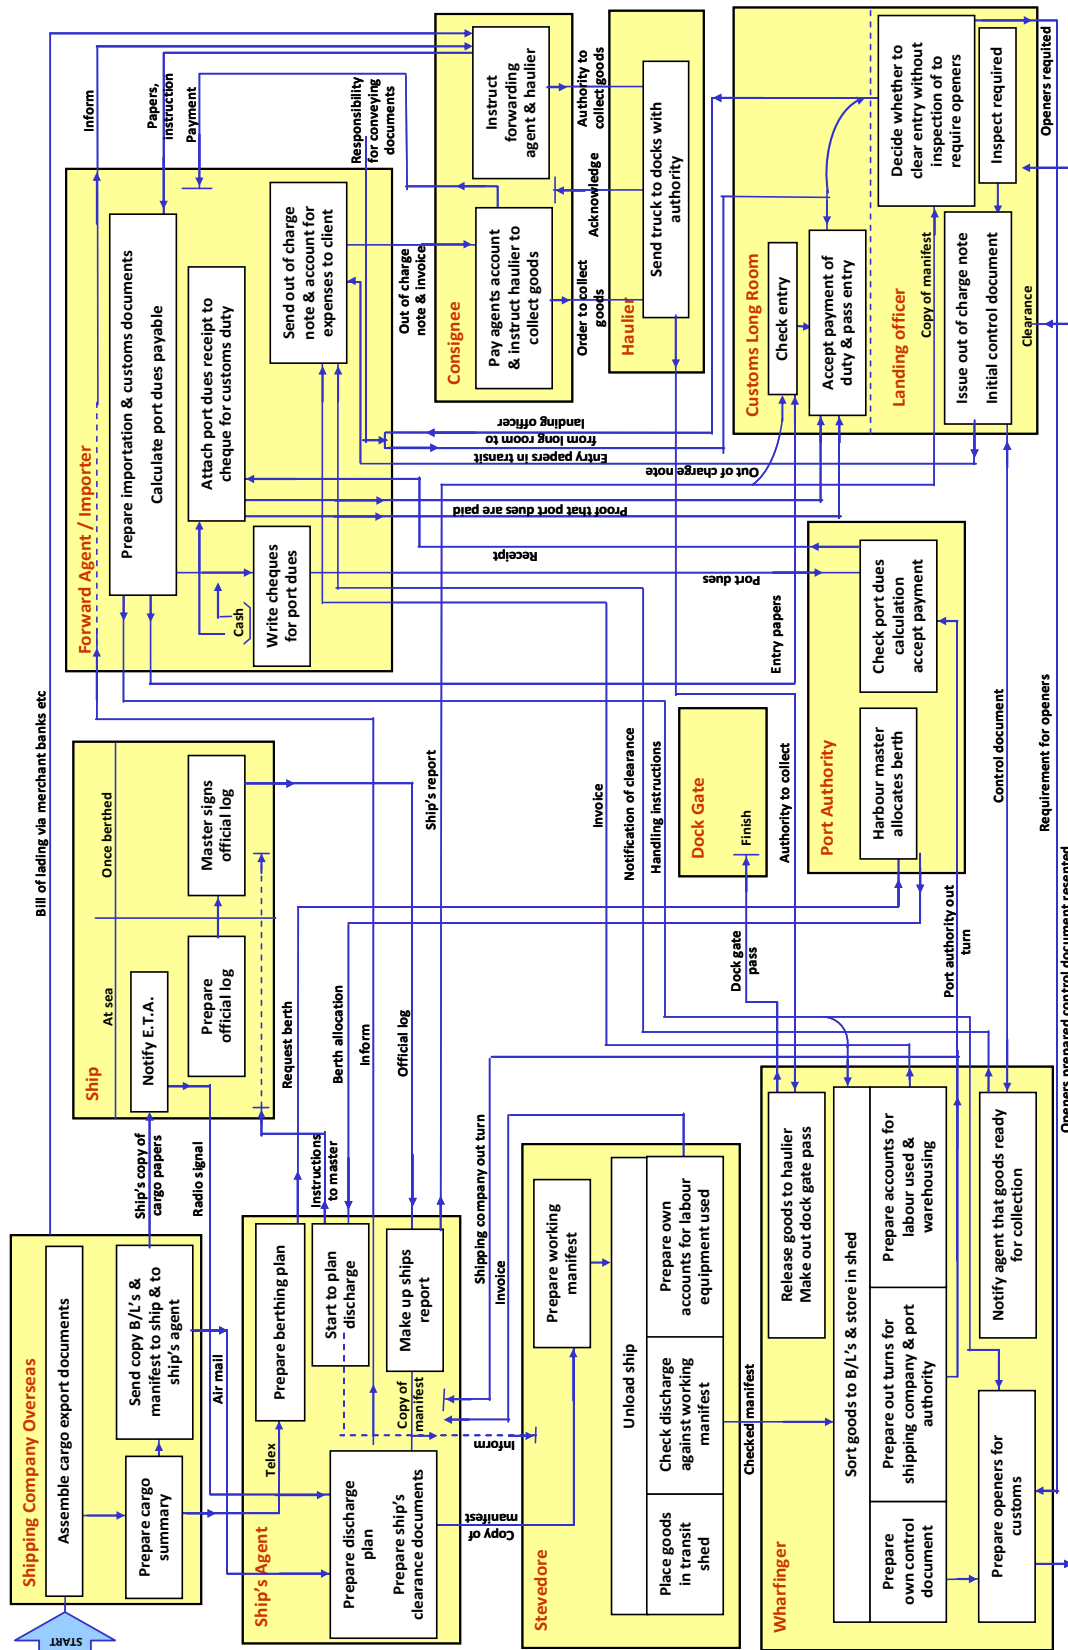 START
Shipping Company Overseas
Assemble cargo export documents
Prepare cargo
summary
Send copy B/L's &
manifest to ship & to
ship's agent
Bill of lading via merchant banks etc
Ship's copy of
cargo papers
Radio signal
Air mail
Telex
Ship
At sea
Once berthed
Notify E.T.A.
Prepare
official log
Master signs
official log
Forward Agent / Importer
Prepare importation & customs documents
Calculate port dues payable
Attach port dues receipt to
cheque for customs duty
Write cheques
for port dues
Cash
Send out of charge
note & account for
expenses to client
Inform
Papers,
instruction
Payment
Responsibility
for conveying
documents
Ship's Agent
Prepare berthing plan
Start to plan
discharge
Make up ships
report
Prepare discharge
plan
Prepare ship's
clearance documents
Copy of
manifest
Request berth
Instructions
to master
Berth allocation
Inform
Official log
Ship's report
Shipping company out turn
Invoice
Inform
Copy of
manifest
Consignee
Instruct
forwarding
agent & haulier
Pay agents account
& instruct haulier to
collect goods
Out of charge
note & invoice
Authority to
collect goods
Acknowledge
Order to collect
goods
Haulier
Send truck to docks with
authority
Stevedore
Prepare working
manifest
Unload ship
Place goods
in transit
shed
Check discharge
against working
manifest
Prepare own
accounts for labour
equipment used
Checked manifest
Invoice
Notification of clearance
Handling instructions
Receipt
Port dues
Proof that port dues are paid
Out of charge note
Entry papers in transit
from long room to
landing officer
Entry papers
Dock Gate
Finish
Dock gate
pass
Authority to collect
Customs Long Room
Check entry
Accept payment of
duty & pass entry
Landing officer
Decide whether to
clear entry without
inspection of to
require openers
Inspect required
Issue out of charge note
Initial control document
Copy of manifest
Clearance
Openers requited
Port Authority
Harbour master
allocates berth
Check port dues
calculation
accept payment
Port authority out
turn
Control document
Requirement for openers
Openers prepared control document resented
Wharfinger
Release goods to haulier
Make out dock gate pass
Sort goods to B/L's & store in shed
Prepare
own control
document
Prepare out turns for
shipping company & port
authority
Prepare accounts for
labour used &
warehousing
Prepare openers for
customs
Notify agent that goods ready
for collection